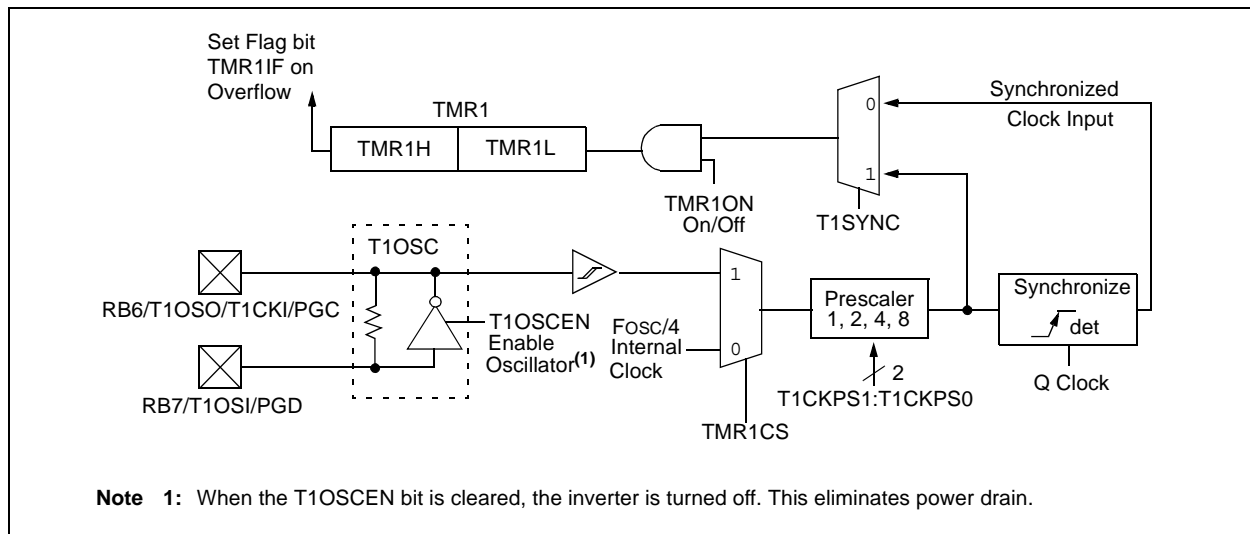 Set Flag bit
TMR1IF on
Overflow
TMR1
TMR1H
TMR1L
TMR1ON
On/Off
0
1
T1SYNC
Synchronized
Clock Input
T1OSC
RB6/T1OSO/T1CKI/PGC
RB7/T1OSI/PGD
T1OSCEN
Enable
Oscillator(1)
FOSC/4
Internal
Clock
1
0
TMR1CS
Prescaler
1, 2, 4, 8
2
T1CKPS1:T1CKPS0
Synchronize
det
Q Clock
Note 1: When the T1OSCEN bit is cleared, the inverter is turned off. This eliminates power drain.